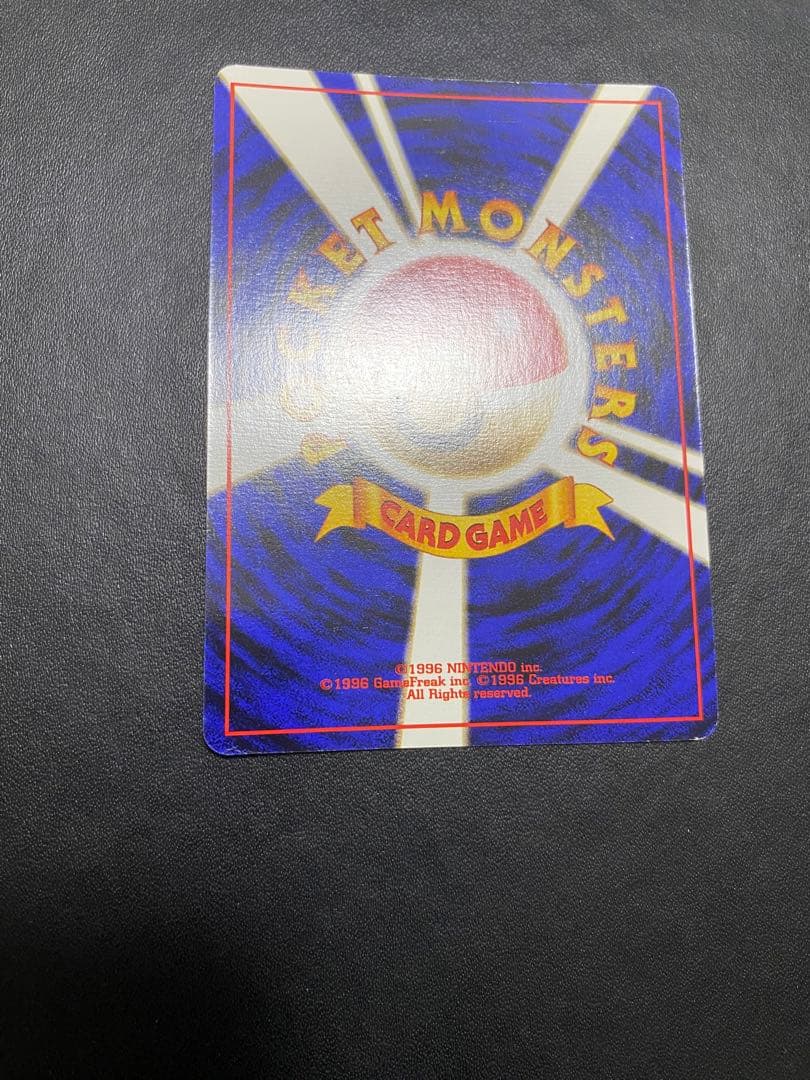 POCKET MONSTERS
CARD GAME
©1996 NINTENDO inc.
©1996 GameFreak inc. ©1996 Creatures inc.
All Rights reserved.